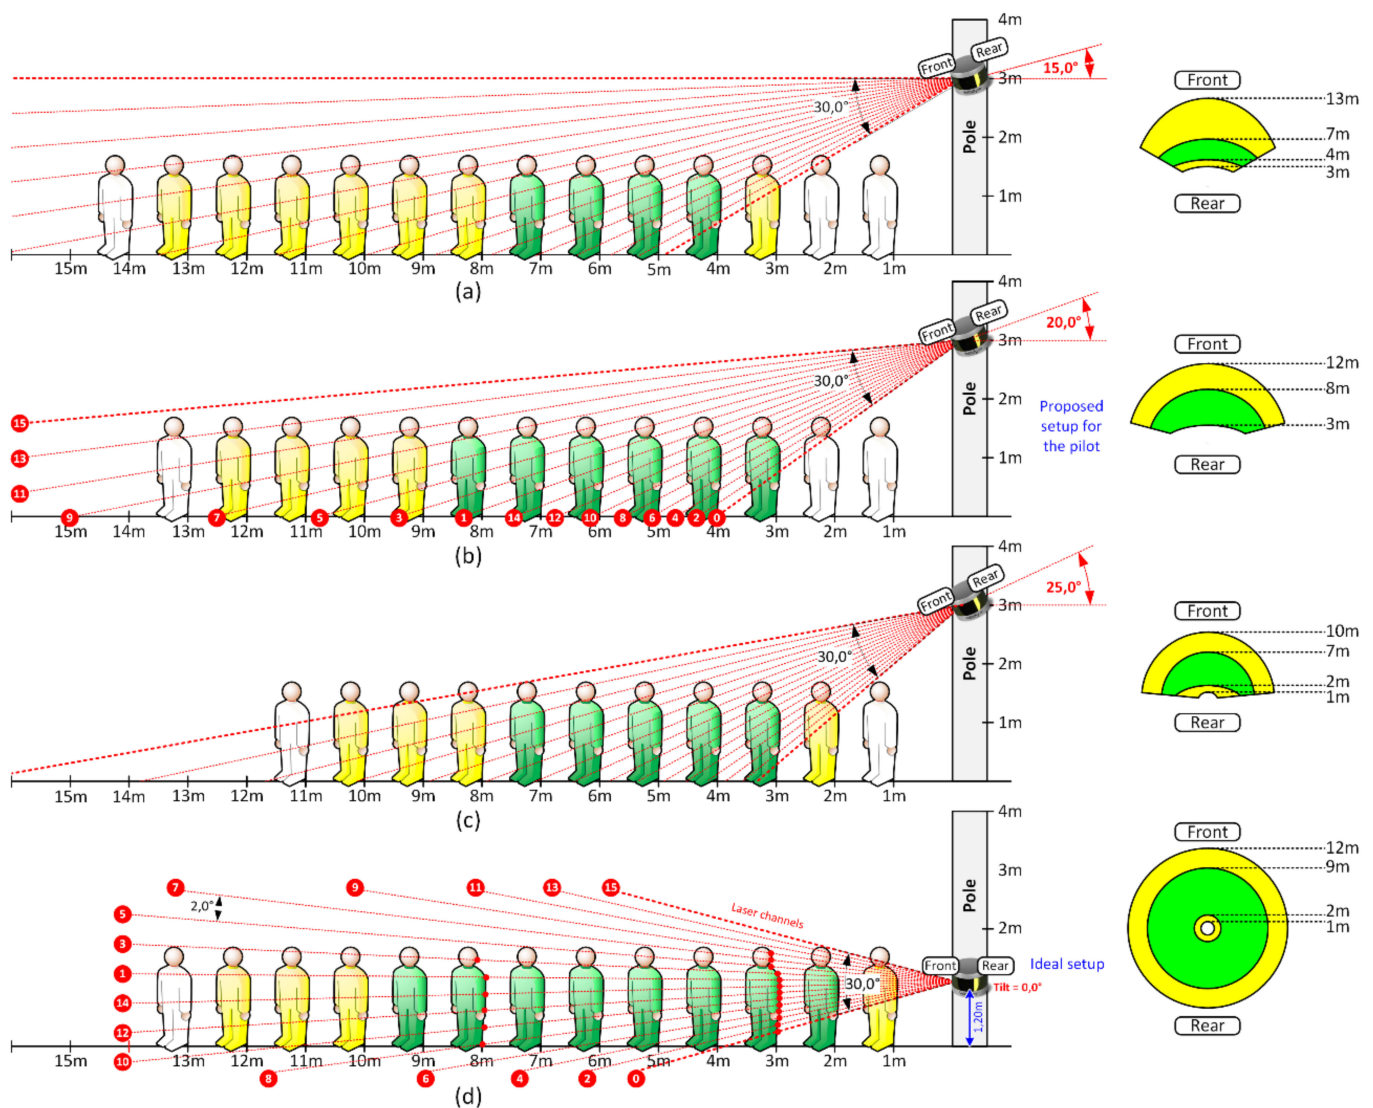 4m
Rear
Front
15,0°
3m
30,0°
2m
Pole
1m
15m 14m 13m 12m 11m 10m 9m 8m 7m 6m 5m 4m 3m 2m 1m
(a)
Front
13m
7m
4m
3m
Rear
4m
Rear
Front
20,0°
3m
30,0°
2m
Pole
1m
Proposed
setup for
the pilot
15
13
11
9 7 5 3 1 14 12 10 8 6 4 2 0
15m 14m 13m 12m 11m 10m 9m 8m 7m 6m 5m 4m 3m 2m 1m
(b)
Front
12m
8m
3m
Rear
4m
Rear
Front
25,0°
3m
30,0°
2m
Pole
1m
15m 14m 13m 12m 11m 10m 9m 8m 7m 6m 5m 4m 3m 2m 1m
(c)
Front
10m
7m
2m
1m
Rear
4m
3m
Pole
2m
7 9 11 13 15
2,0°
Laser channels
5
3
1
14
12
10
8 6 4 2 0
30,0°
Front
Rear
Ideal setup
Tilt = 0,0°
1,20m
15m 14m 13m 12m 11m 10m 9m 8m 7m 6m 5m 4m 3m 2m 1m
(d)
Front
12m
9m
2m
1m
Rear